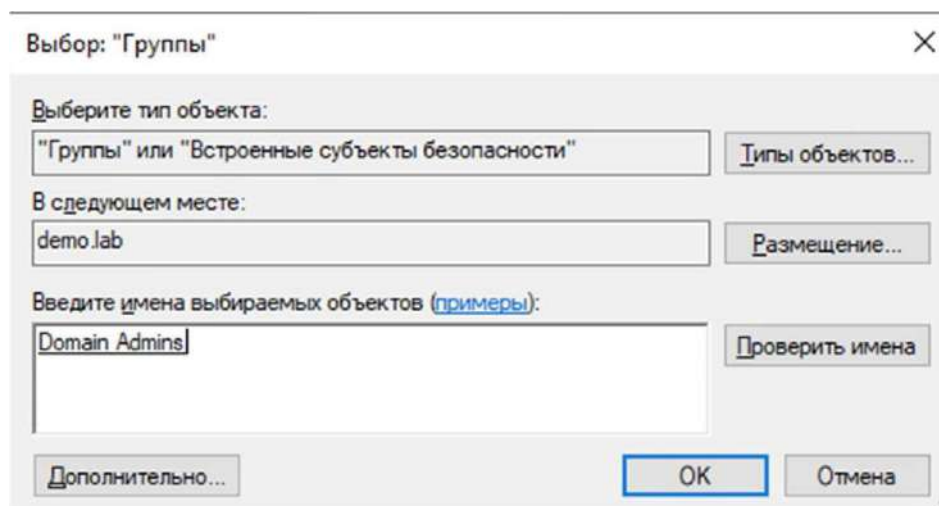 Выбор: "Группы"
Выберите тип объекта:
"Группы" или "Встроенные субъекты безопасности"
Типы объектов...
В следующем месте:
demo.lab
Размещение...
Введите имена выбираемых объектов (примеры):
Domain Admins
Проверить имена
Дополнительно...
OK
Отмена